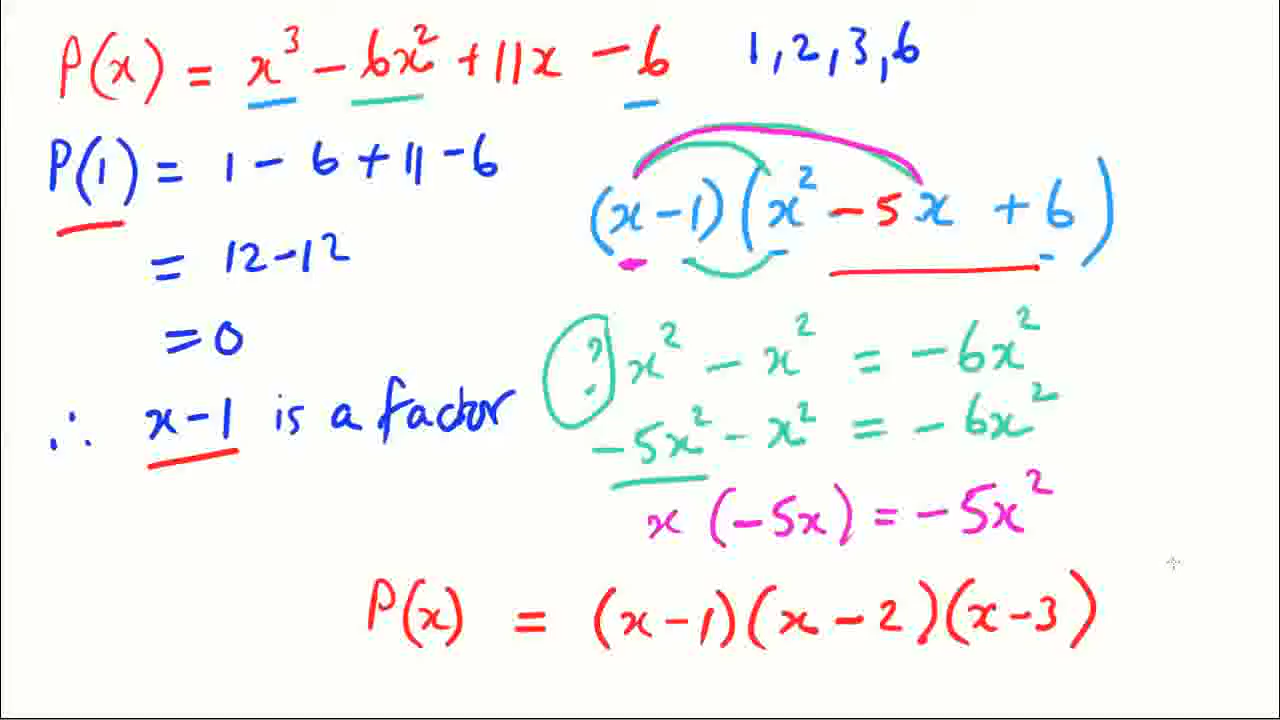 P(x) = x³ - 6x² + 11x - 6 1, 2, 3, 6
P(1) = 1 - 6 + 11 - 6
(x - 1)(x² - 5x + 6)
= 12 - 12
= 0
? x² - x² = - 6x²
∴ x - 1 is a factor
- 5x² - x² = - 6x²
x (- 5x) = - 5x²
P(x) = (x - 1)(x - 2)(x - 3)